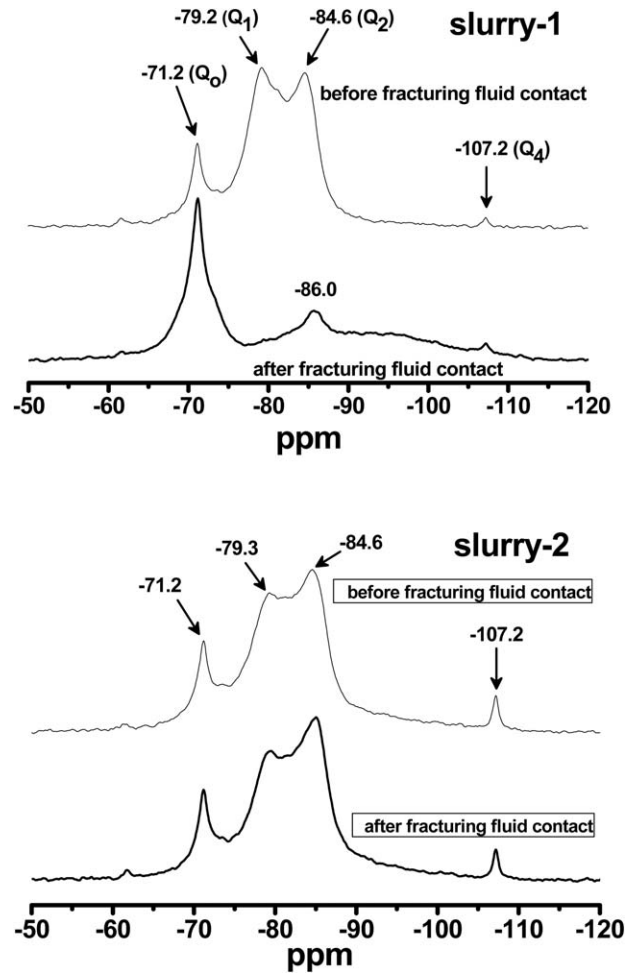 -79.2 (Q1)
-84.6 (Q2)
slurry-1
-71.2 (Qo)
before fracturing fluid contact
-107.2 (Q4)
-86.0
after fracturing fluid contact
-50 -60 -70 -80 -90 -100 -110 -120
ppm
-79.3
-84.6
slurry-2
-71.2
before fracturing fluid contact
-107.2
after fracturing fluid contact
-50 -60 -70 -80 -85 -90 -100 -110 -120
ppm